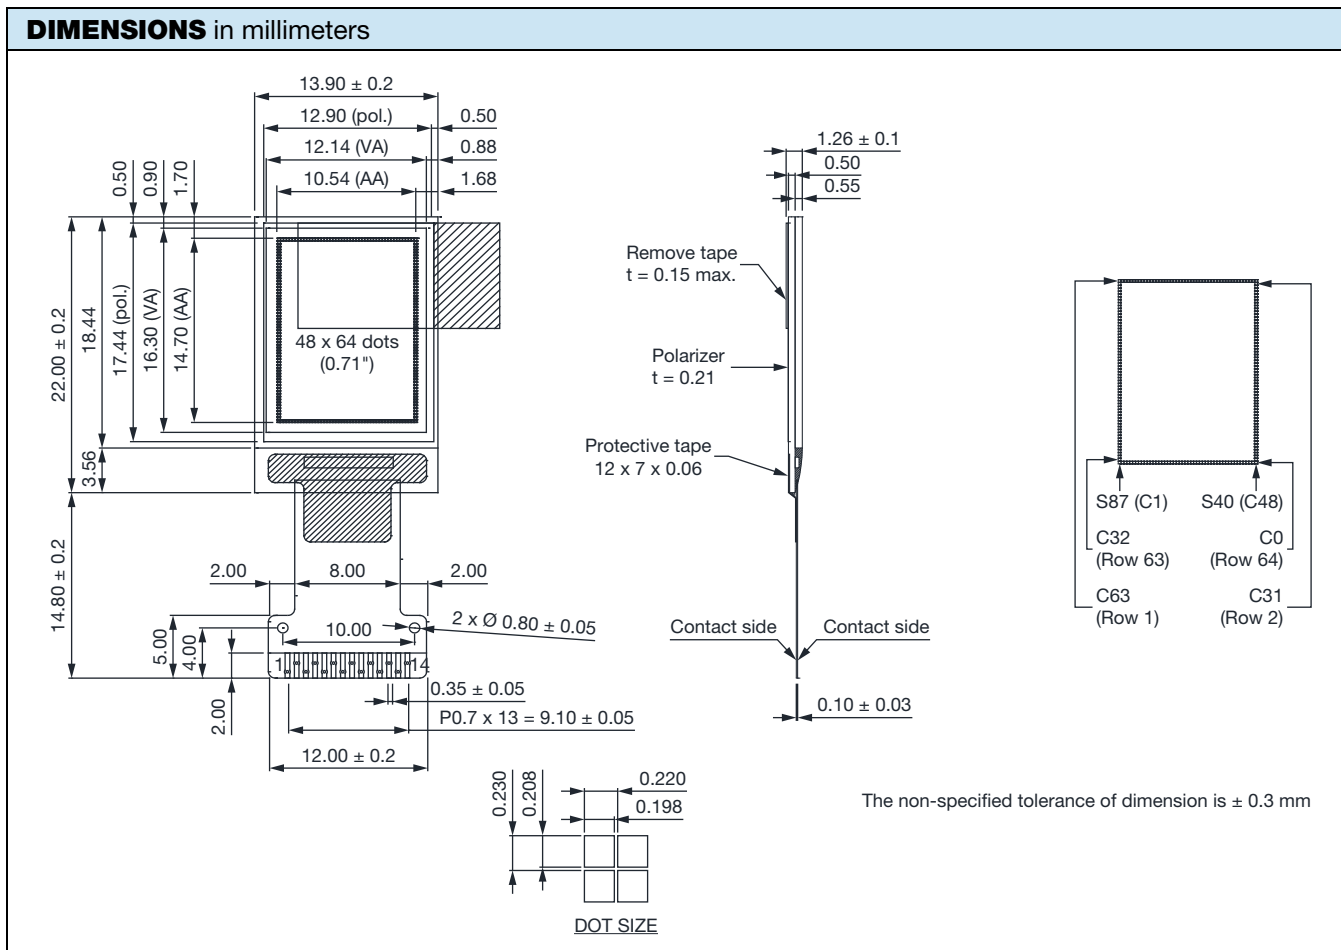 DIMENSIONS in millimeters
13.90 ± 0.2
12.90 (pol.)
0.50
12.14 (VA)
0.88
10.54 (AA)
1.68
0.50
0.90
1.70
22.00 ± 0.2
18.44
17.44 (pol.)
16.30 (VA)
14.70 (AA)
3.56
48 x 64 dots
(0.71")
14.80 ± 0.2
2.00
8.00
2.00
5.00
4.00
2.00
10.00
2 x Ø 0.80 ± 0.05
1
14
0.35 ± 0.05
P0.7 x 13 = 9.10 ± 0.05
12.00 ± 0.2
1.26 ± 0.1
0.50
0.55
Remove tape
t = 0.15 max.
Polarizer
t = 0.21
Protective tape
12 x 7 x 0.06
Contact side
Contact side
0.10 ± 0.03
S87 (C1)
S40 (C48)
C32
(Row 63)
C0
(Row 64)
C63
(Row 1)
C31
(Row 2)
0.230
0.208
0.220
0.198
DOT SIZE
The non-specified tolerance of dimension is ± 0.3 mm